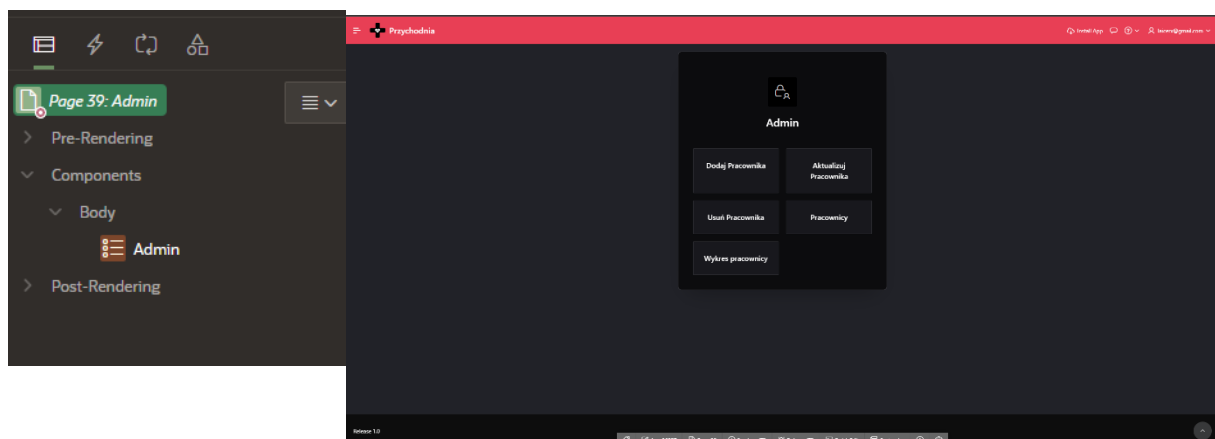 Page 39: Admin
Pre-Rendering
Components
Body
Admin
Post-Rendering
Przychodnia
Install App
Admin
Dodaj Pracownika
Aktualizuj
Pracownika
Usuń Pracownika
Pracownicy
Wykres pracownicy
Release 1.0